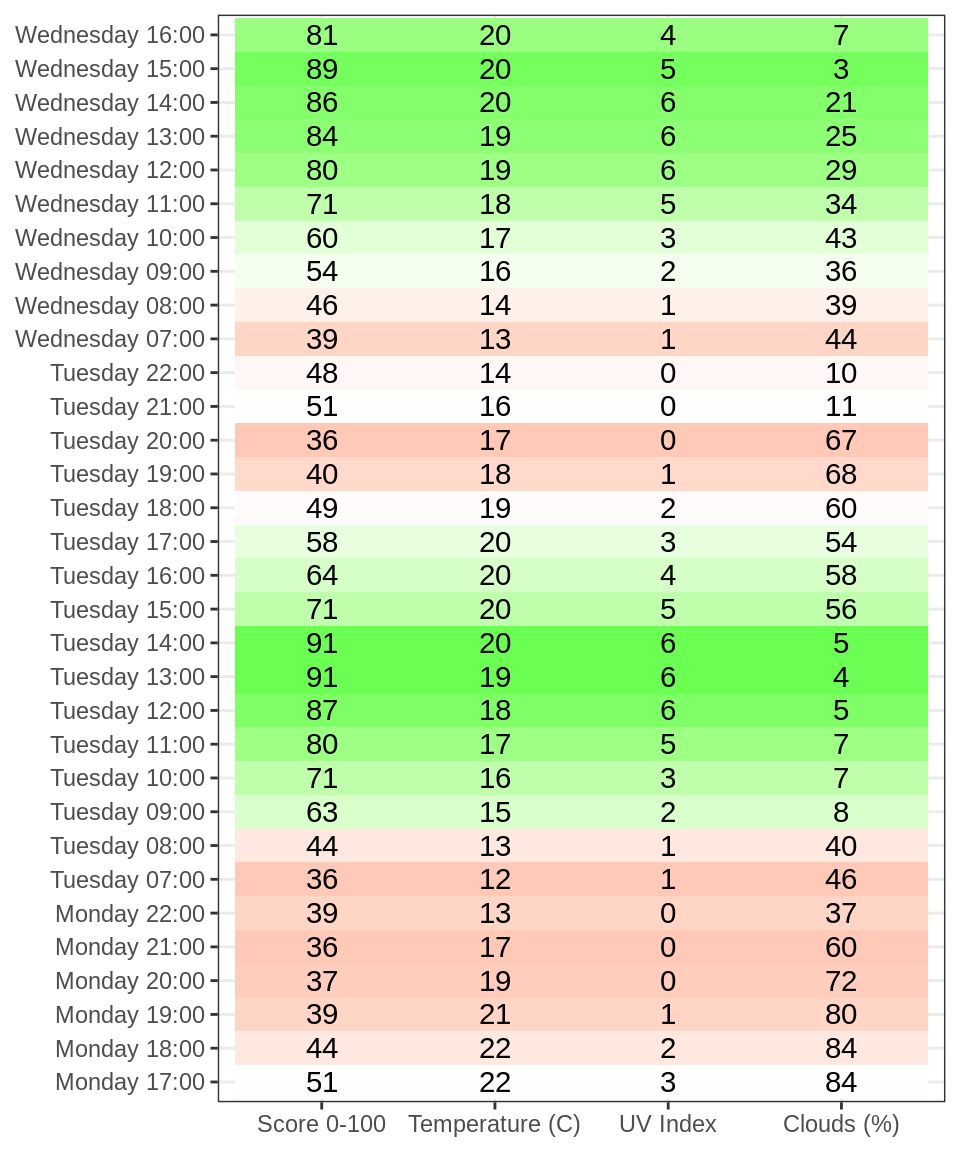 Wednesday 16:00 81 20 4 7
Wednesday 15:00 89 20 5 3
Wednesday 14:00 86 20 6 21
Wednesday 13:00 84 19 6 25
Wednesday 12:00 80 19 6 29
Wednesday 11:00 71 18 5 34
Wednesday 10:00 60 17 3 43
Wednesday 09:00 54 16 2 36
Wednesday 08:00 46 14 1 39
Wednesday 07:00 39 13 1 44
Tuesday 22:00 48 14 0 10
Tuesday 21:00 51 16 0 11
Tuesday 20:00 36 17 0 67
Tuesday 19:00 40 18 1 68
Tuesday 18:00 49 19 2 60
Tuesday 17:00 58 20 3 54
Tuesday 16:00 64 20 4 58
Tuesday 15:00 71 20 5 56
Tuesday 14:00 91 20 6 5
Tuesday 13:00 91 19 6 4
Tuesday 12:00 87 18 6 5
Tuesday 11:00 80 17 5 7
Tuesday 10:00 71 16 3 7
Tuesday 09:00 63 15 2 8
Tuesday 08:00 44 13 1 40
Tuesday 07:00 36 12 1 46
Monday 22:00 39 13 0 37
Monday 21:00 36 17 0 60
Monday 20:00 37 19 0 72
Monday 19:00 39 21 1 80
Monday 18:00 44 22 2 84
Monday 17:00 51 22 3 84
Score 0-100 Temperature (C) UV Index Clouds (%)